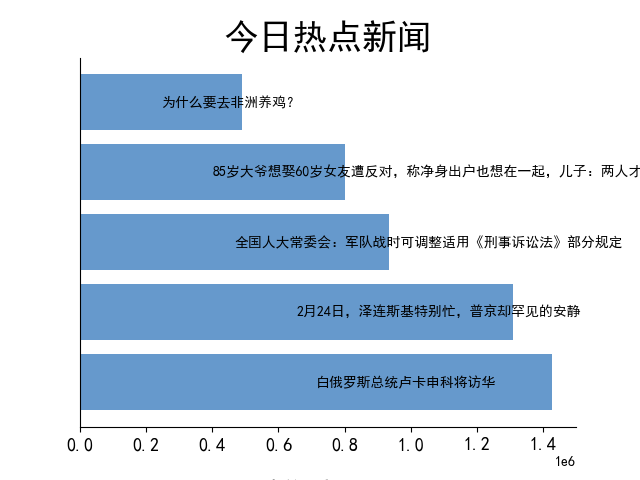 今日热点新闻
为什么要去非洲养鸡？
85岁大爷想娶60岁女友遭反对，称净身出户也想在一起，儿子：两人才
全国人大常委会：军队战时可调整适用《刑事诉讼法》部分规定
2月24日，泽连斯基特别忙，普京却罕见的安静
白俄罗斯总统卢卡申科将访华
0.0 0.2 0.4 0.6 0.8 1.0 1.2 1.4
1e6